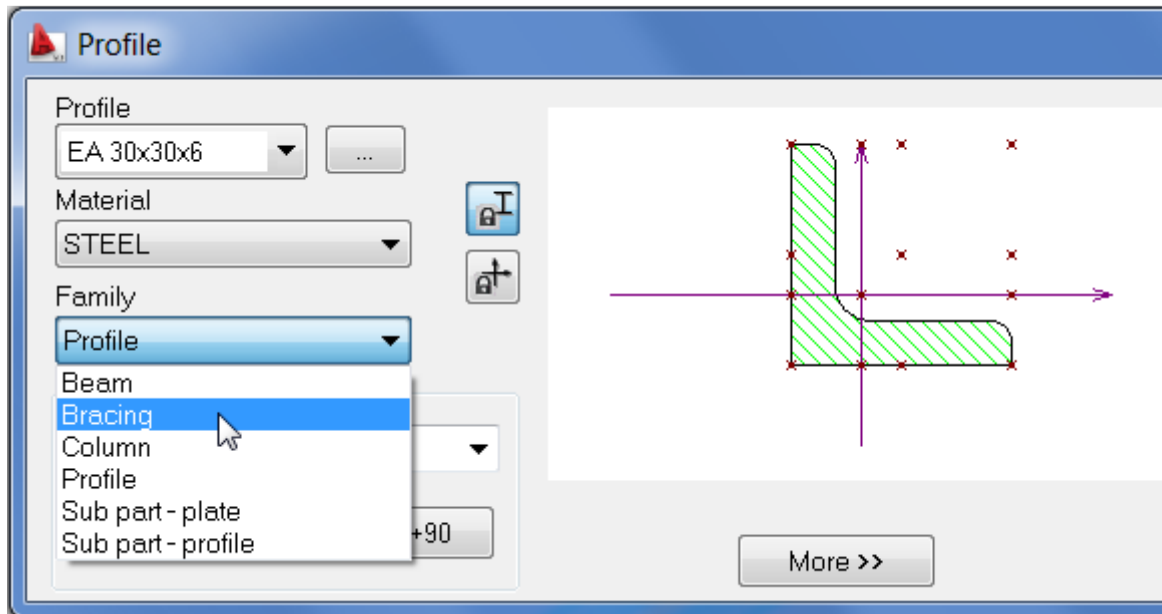 Profile
Profile
EA 30x30x6
...
Material
STEEL
Family
Profile
Beam
Bracing
Column
Profile
Sub part - plate
Sub part - profile
+90
More >>